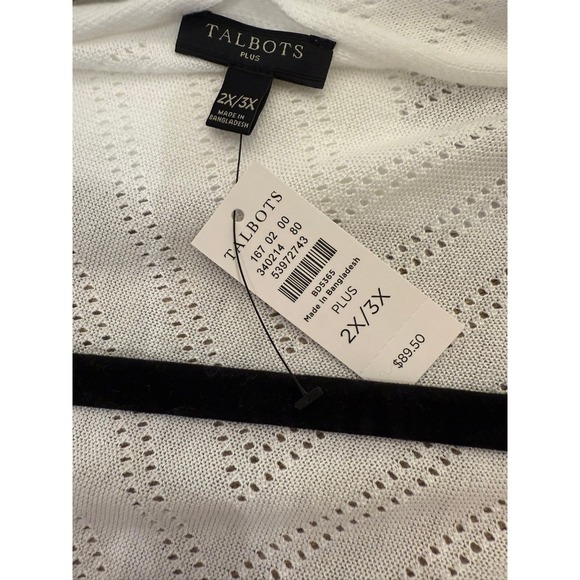 TALBOTS
PLUS
2X/3X
MADE IN
BANGLADESH
TALBOTS
167 02 00
340214 80
53972743
BD5365
Made In Bangladesh
PLUS
2X/3X
$89.50